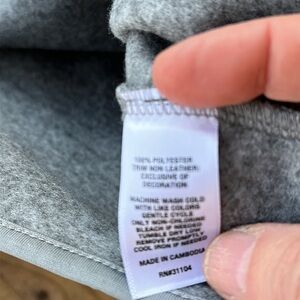 100% POLYESTER
TRIM NON LEATHER
EXCLUSIVE OF
DECORATION
MACHINE WASH COLD
WITH LIKE COLORS
GENTLE CYCLE
ONLY NON-CHLORINE
BLEACH IF NEEDED
TUMBLE DRY LOW
REMOVE PROMPTLY
COOL IRON IF NEEDED
MADE IN CAMBODIA
RN#31104